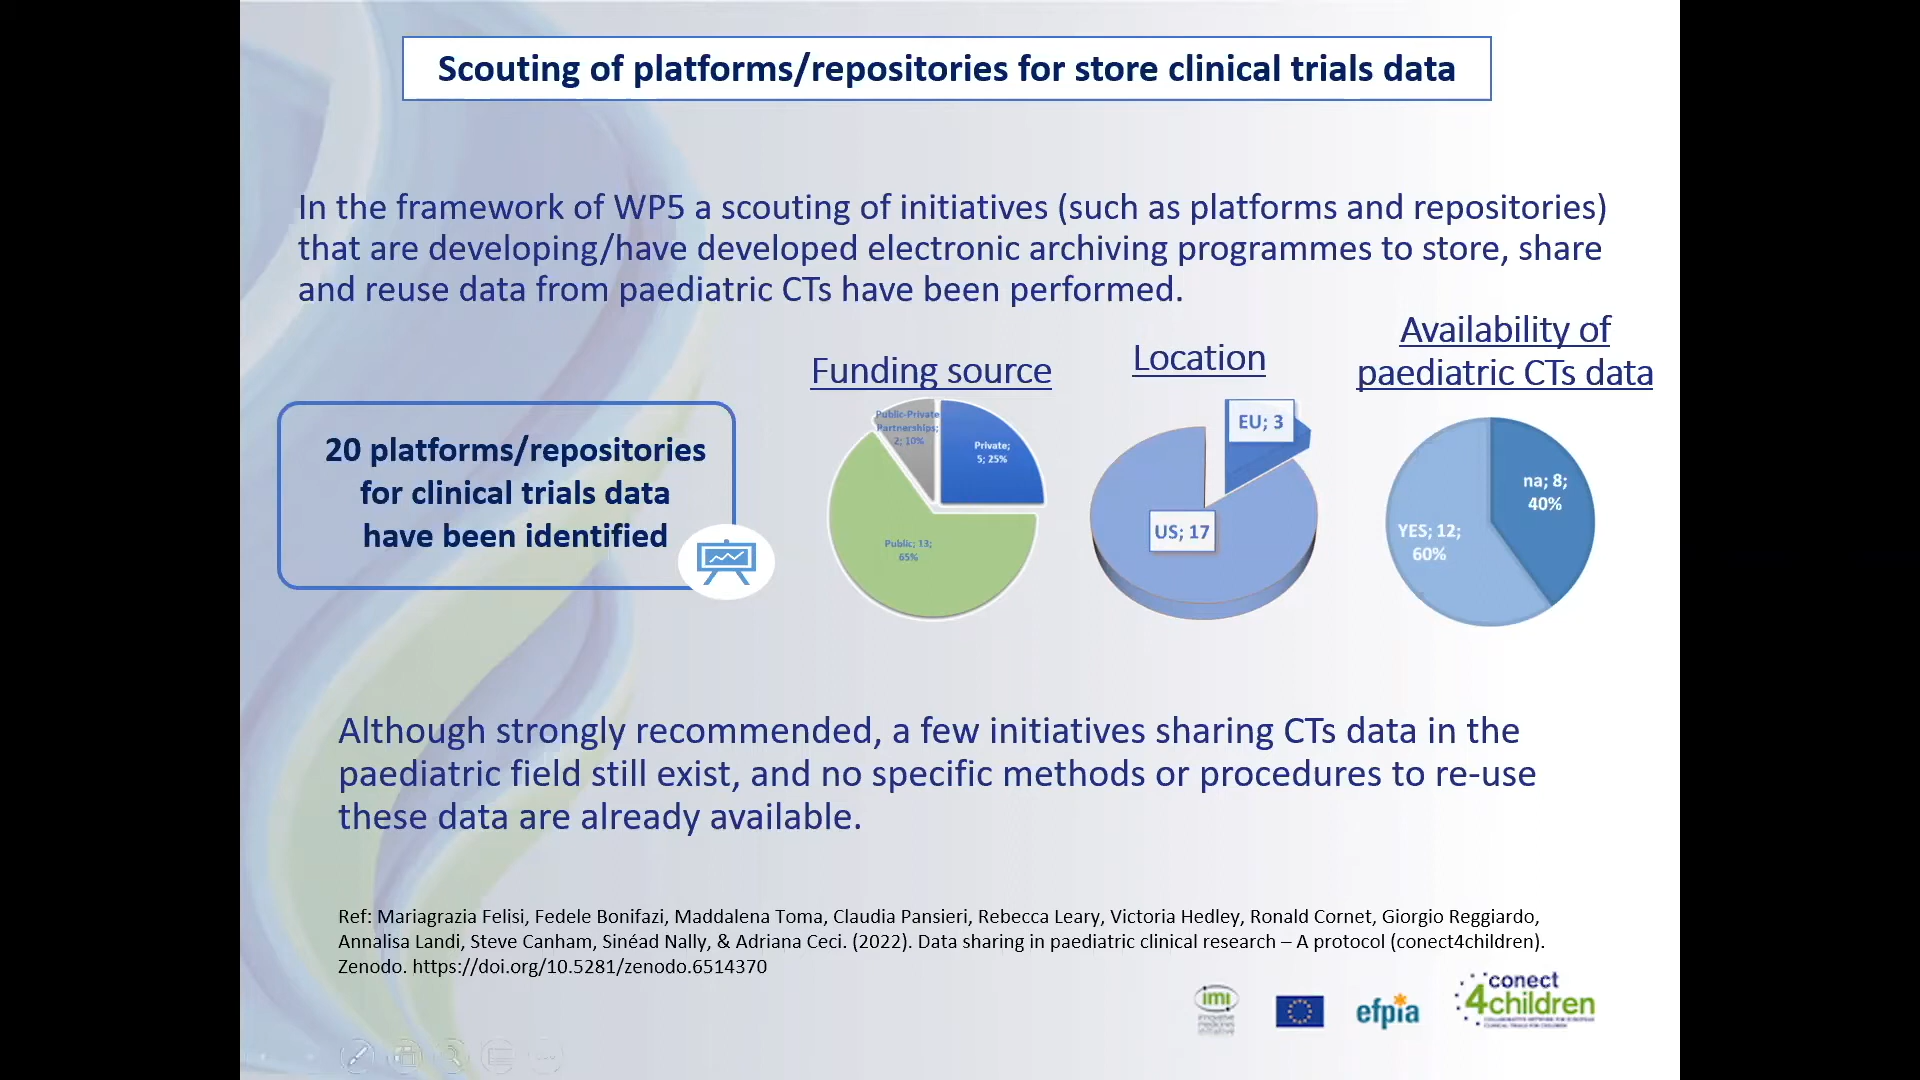 Scouting of platforms/repositories for store clinical trials data
In the framework of WP5 a scouting of initiatives (such as platforms and repositories)
that are developing/have developed electronic archiving programmes to store, share
and reuse data from paediatric CTs have been performed.
20 platforms/repositories
for clinical trials data
have been identified
Funding source
Public-Private
Partnerships;
2; 10%
Private;
5; 25%
Public; 13;
65%
Location
EU; 3
US; 17
Availability of
paediatric CTs data
na; 8;
40%
YES; 12;
60%
Although strongly recommended, a few initiatives sharing CTs data in the
paediatric field still exist, and no specific methods or procedures to re-use
these data are already available.
Ref: Mariagrazia Felisi, Fedele Bonifazi, Maddalena Toma, Claudia Pansieri, Rebecca Leary, Victoria Hedley, Ronald Cornet, Giorgio Reggiardo,
Annalisa Landi, Steve Canham, Sinéad Nally, & Adriana Ceci. (2022). Data sharing in paediatric clinical research – A protocol (conect4children).
Zenodo. https://doi.org/10.5281/zenodo.6514370
imi
efpia
conect
4children